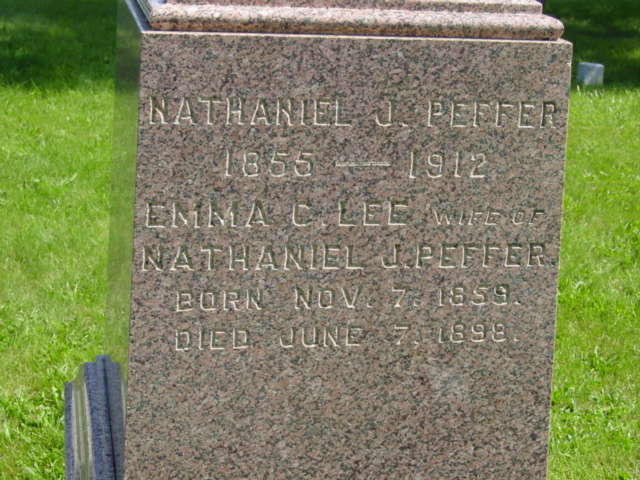 NATHANIEL J. PEFFER
1855 — 1912
EMMA C. LEE WIFE OF
NATHANIEL J. PEFFER.
BORN NOV. 7. 1859.
DIED JUNE 7. 1898.